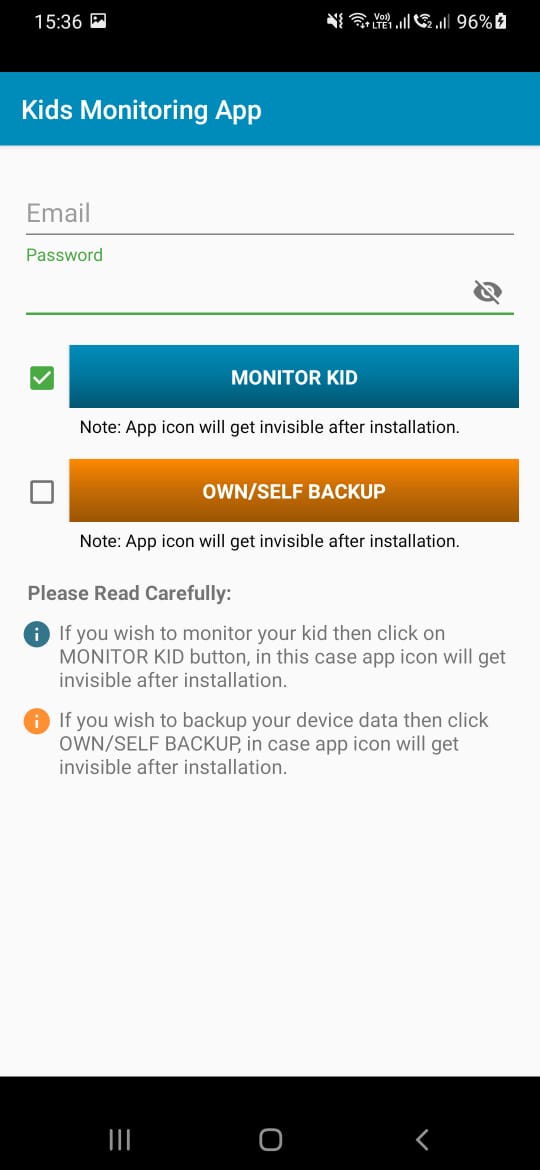 15:36 Vo) LTE1 2 96%
Kids Monitoring App
Email
Password
MONITOR KID
Note: App icon will get invisible after installation.
OWN/SELF BACKUP
Note: App icon will get invisible after installation.
Please Read Carefully:
If you wish to monitor your kid then click on
MONITOR KID button, in this case app icon will get
invisible after installation.
If you wish to backup your device data then click
OWN/SELF BACKUP, in case app icon will get
invisible after installation.